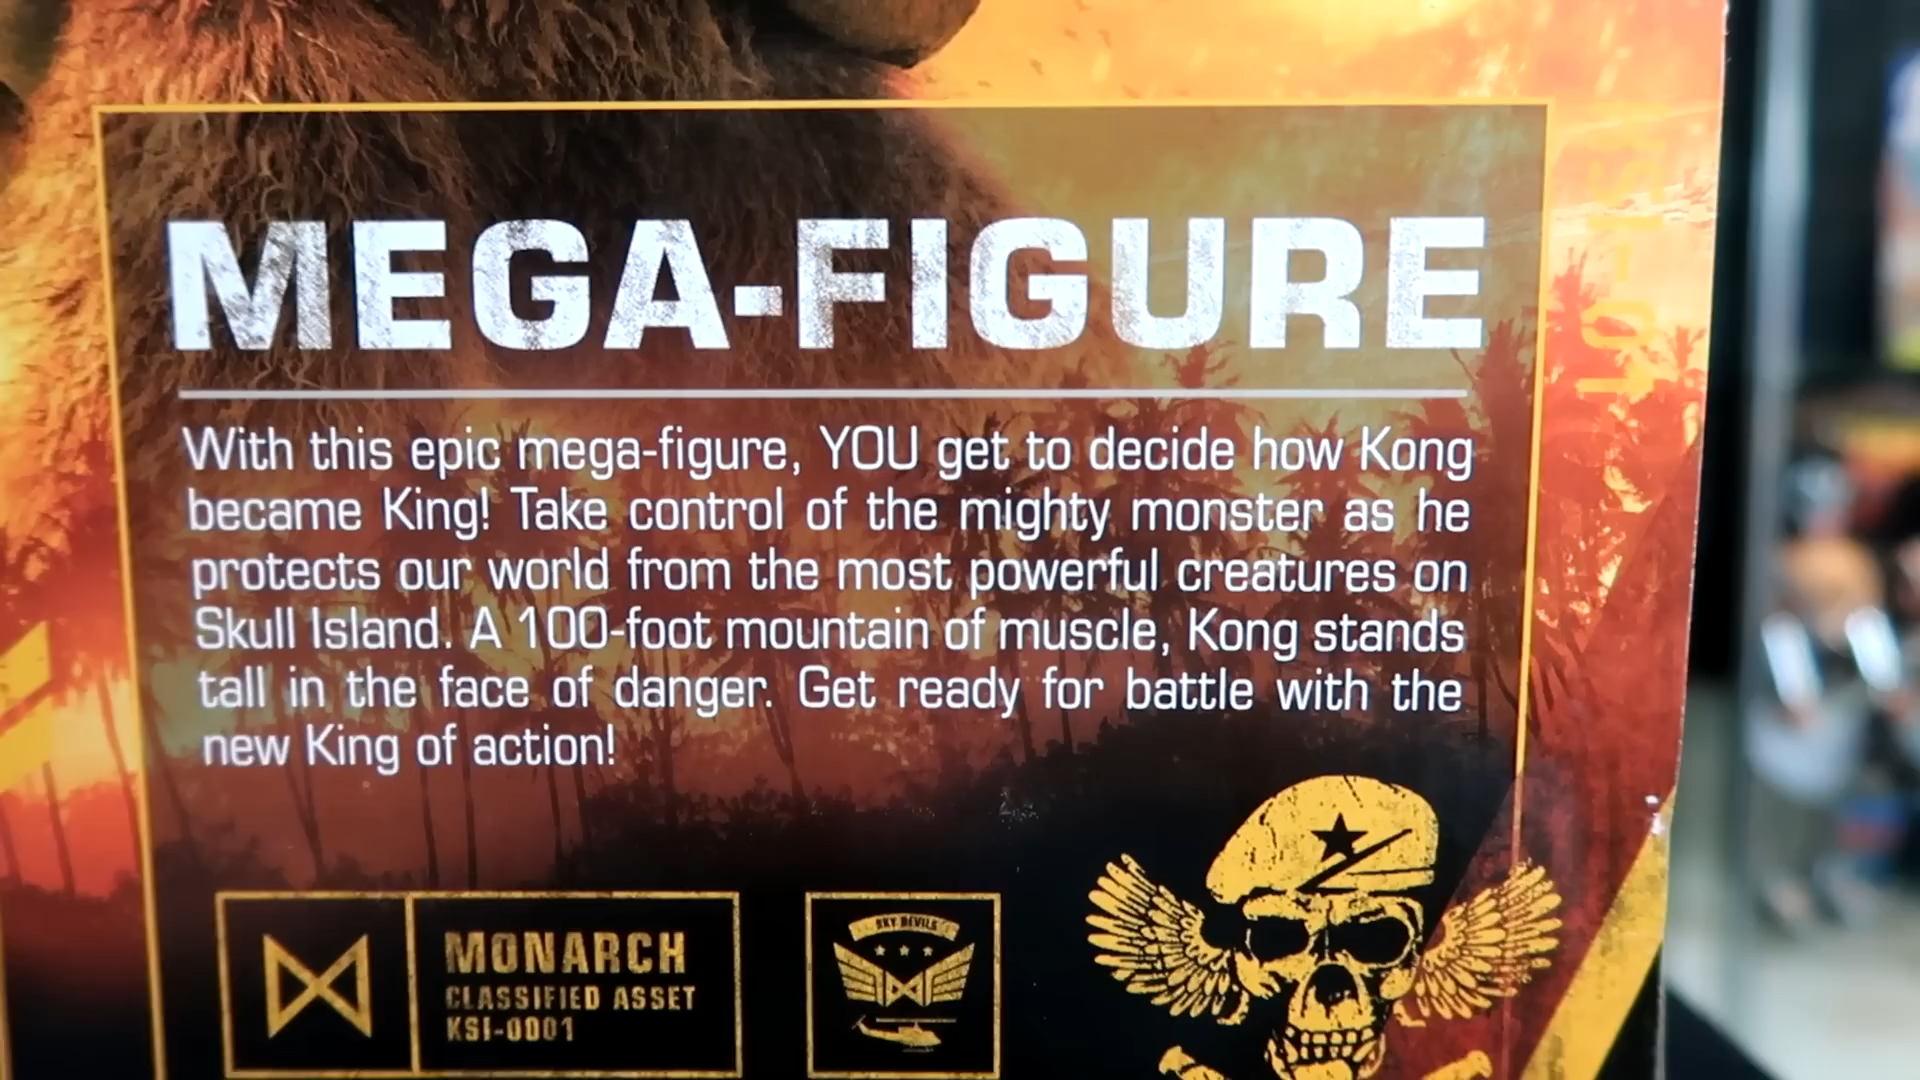 MEGA-FIGURE
With this epic mega-figure, YOU get to decide how Kong
became King! Take control of the mighty monster as he
protects our world from the most powerful creatures on
Skull Island. A 100-foot mountain of muscle, Kong stands
tall in the face of danger. Get ready for battle with the
new King of action!
MONARCH
CLASSIFIED ASSET
KSI-0001
SKY DEVILS